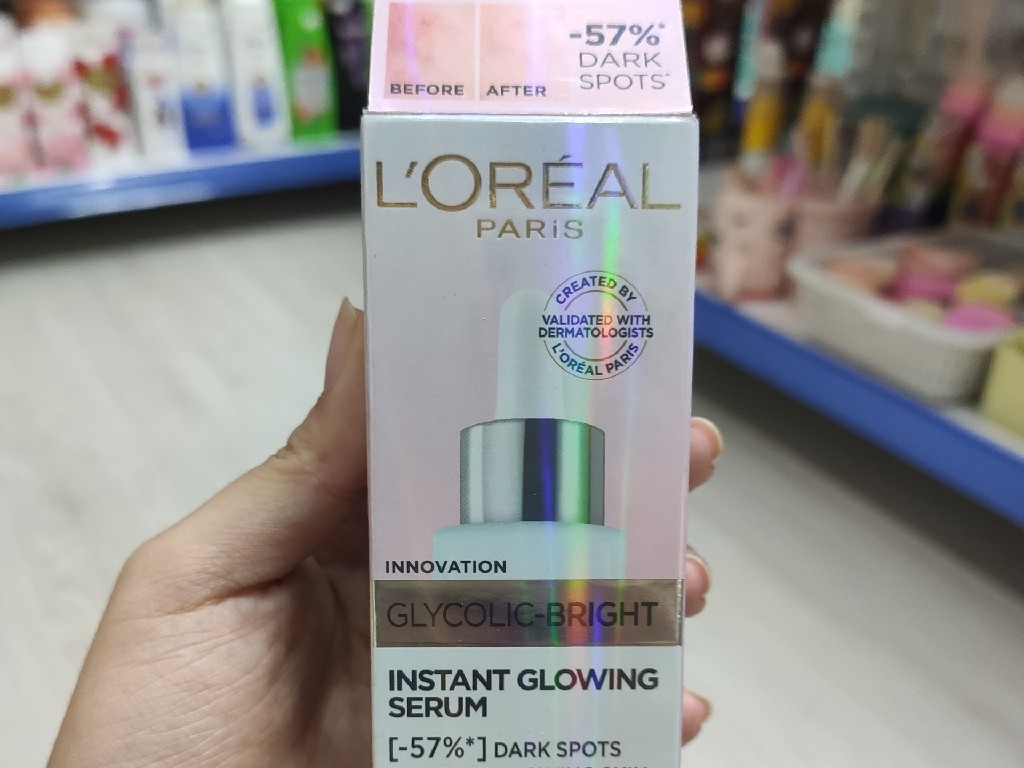 -57%*
DARK
SPOTS*
BEFORE AFTER
L'ORÉAL
PARiS
CREATED BY
VALIDATED WITH
DERMATOLOGISTS
L'ORÉAL PARIS
INNOVATION
GLYCOLIC-BRIGHT
INSTANT GLOWING
SERUM
[-57%*] DARK SPOTS